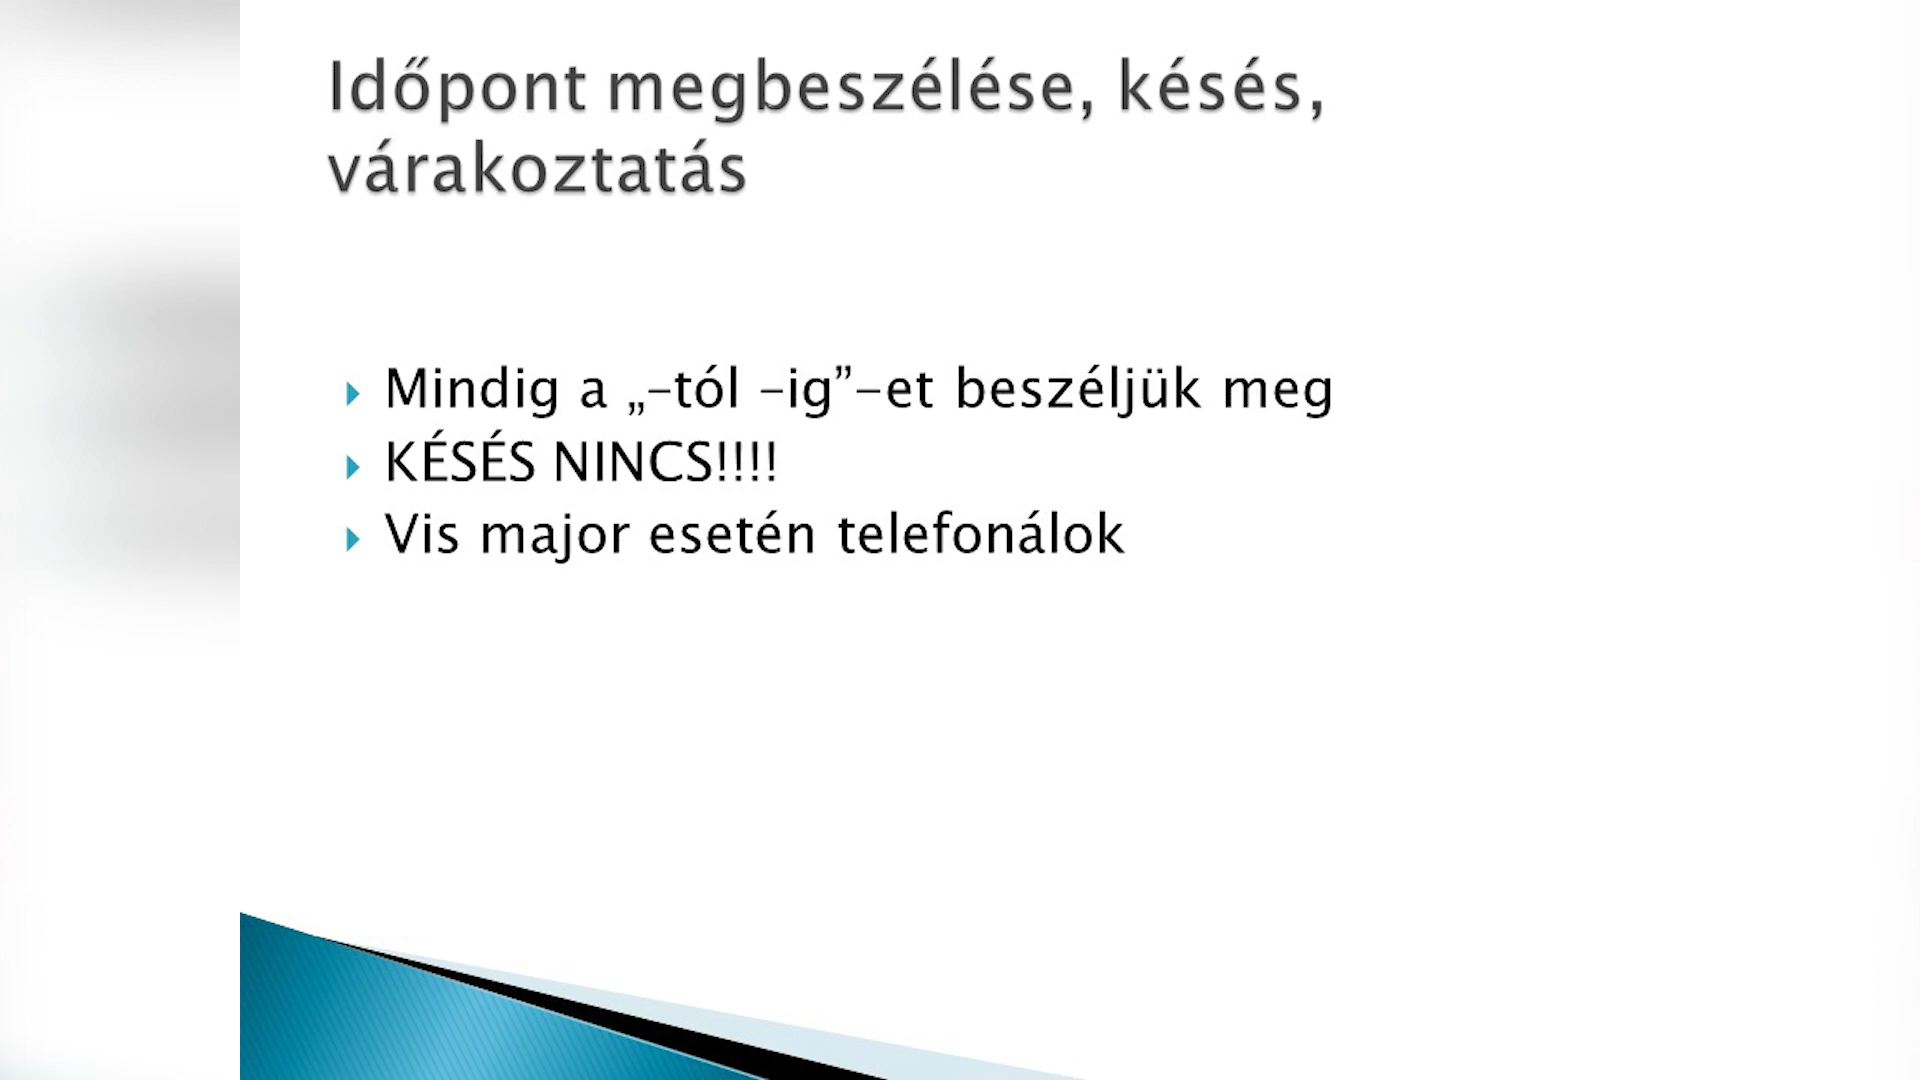 Időpont megbeszélése, késés,
várakoztatás
Mindig a „-tól -ig”-et beszéljük meg
KÉSÉS NINCS!!!!
Vis major esetén telefonálok